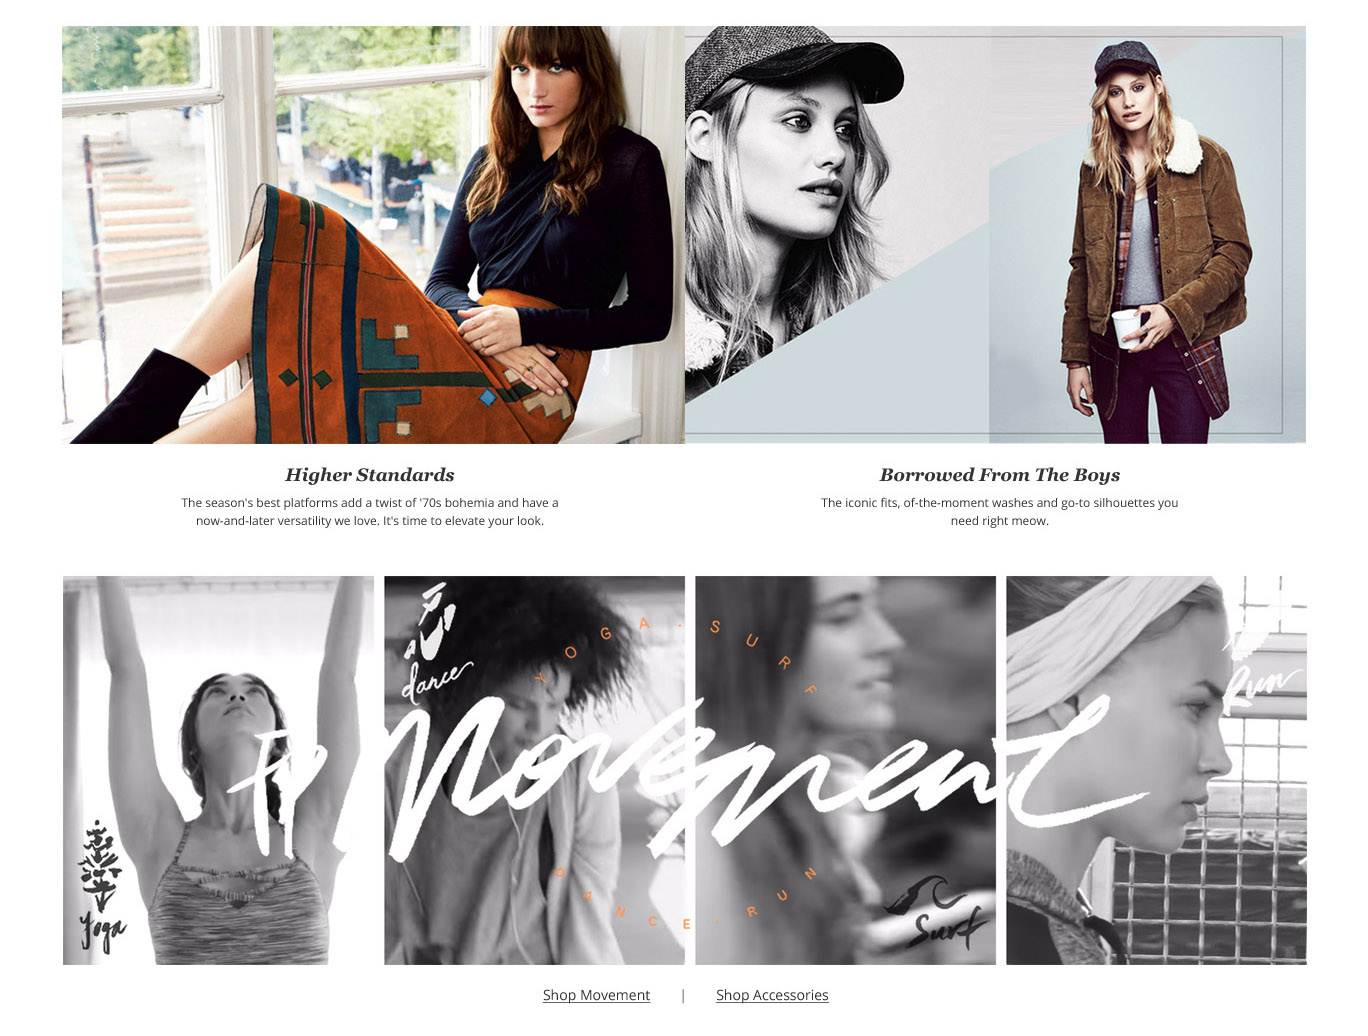 Higher Standards
The season's best platforms add a twist of '70s bohemia and have a
now-and-later versatility we love. It's time to elevate your look.
Borrowed From The Boys
The iconic fits, of-the-moment washes and go-to silhouettes you
need right meow.
dance
YOGA · SURF
Run
FP Movement
DANCE · RUN
Yoga
Surf
Shop Movement | Shop Accessories